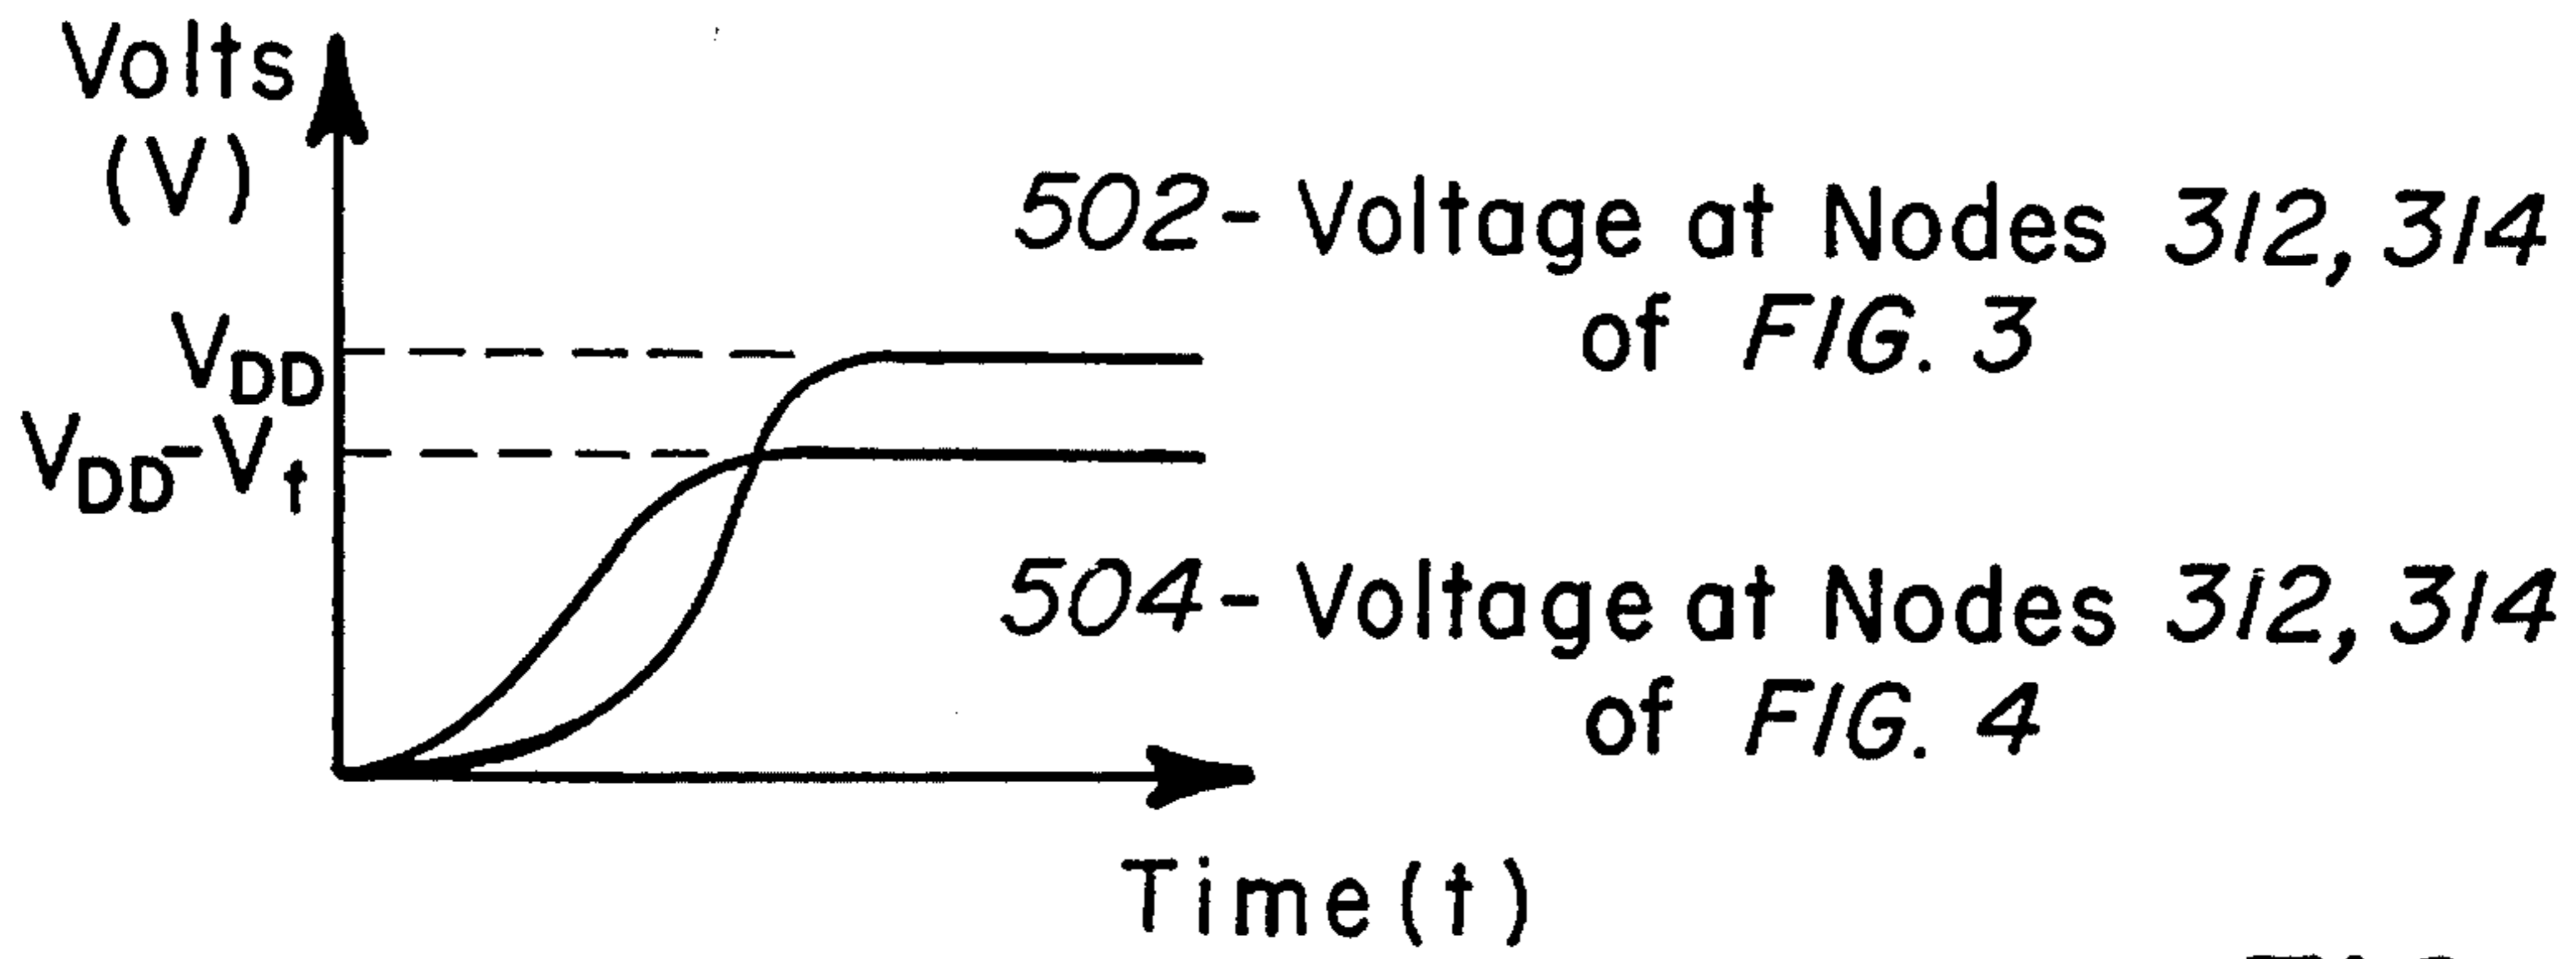 Volts
(V)
502- Voltage at Nodes 312, 314
of FIG. 3
VDD
VDD-Vt
504- Voltage at Nodes 312, 314
of FIG. 4
Time(t)